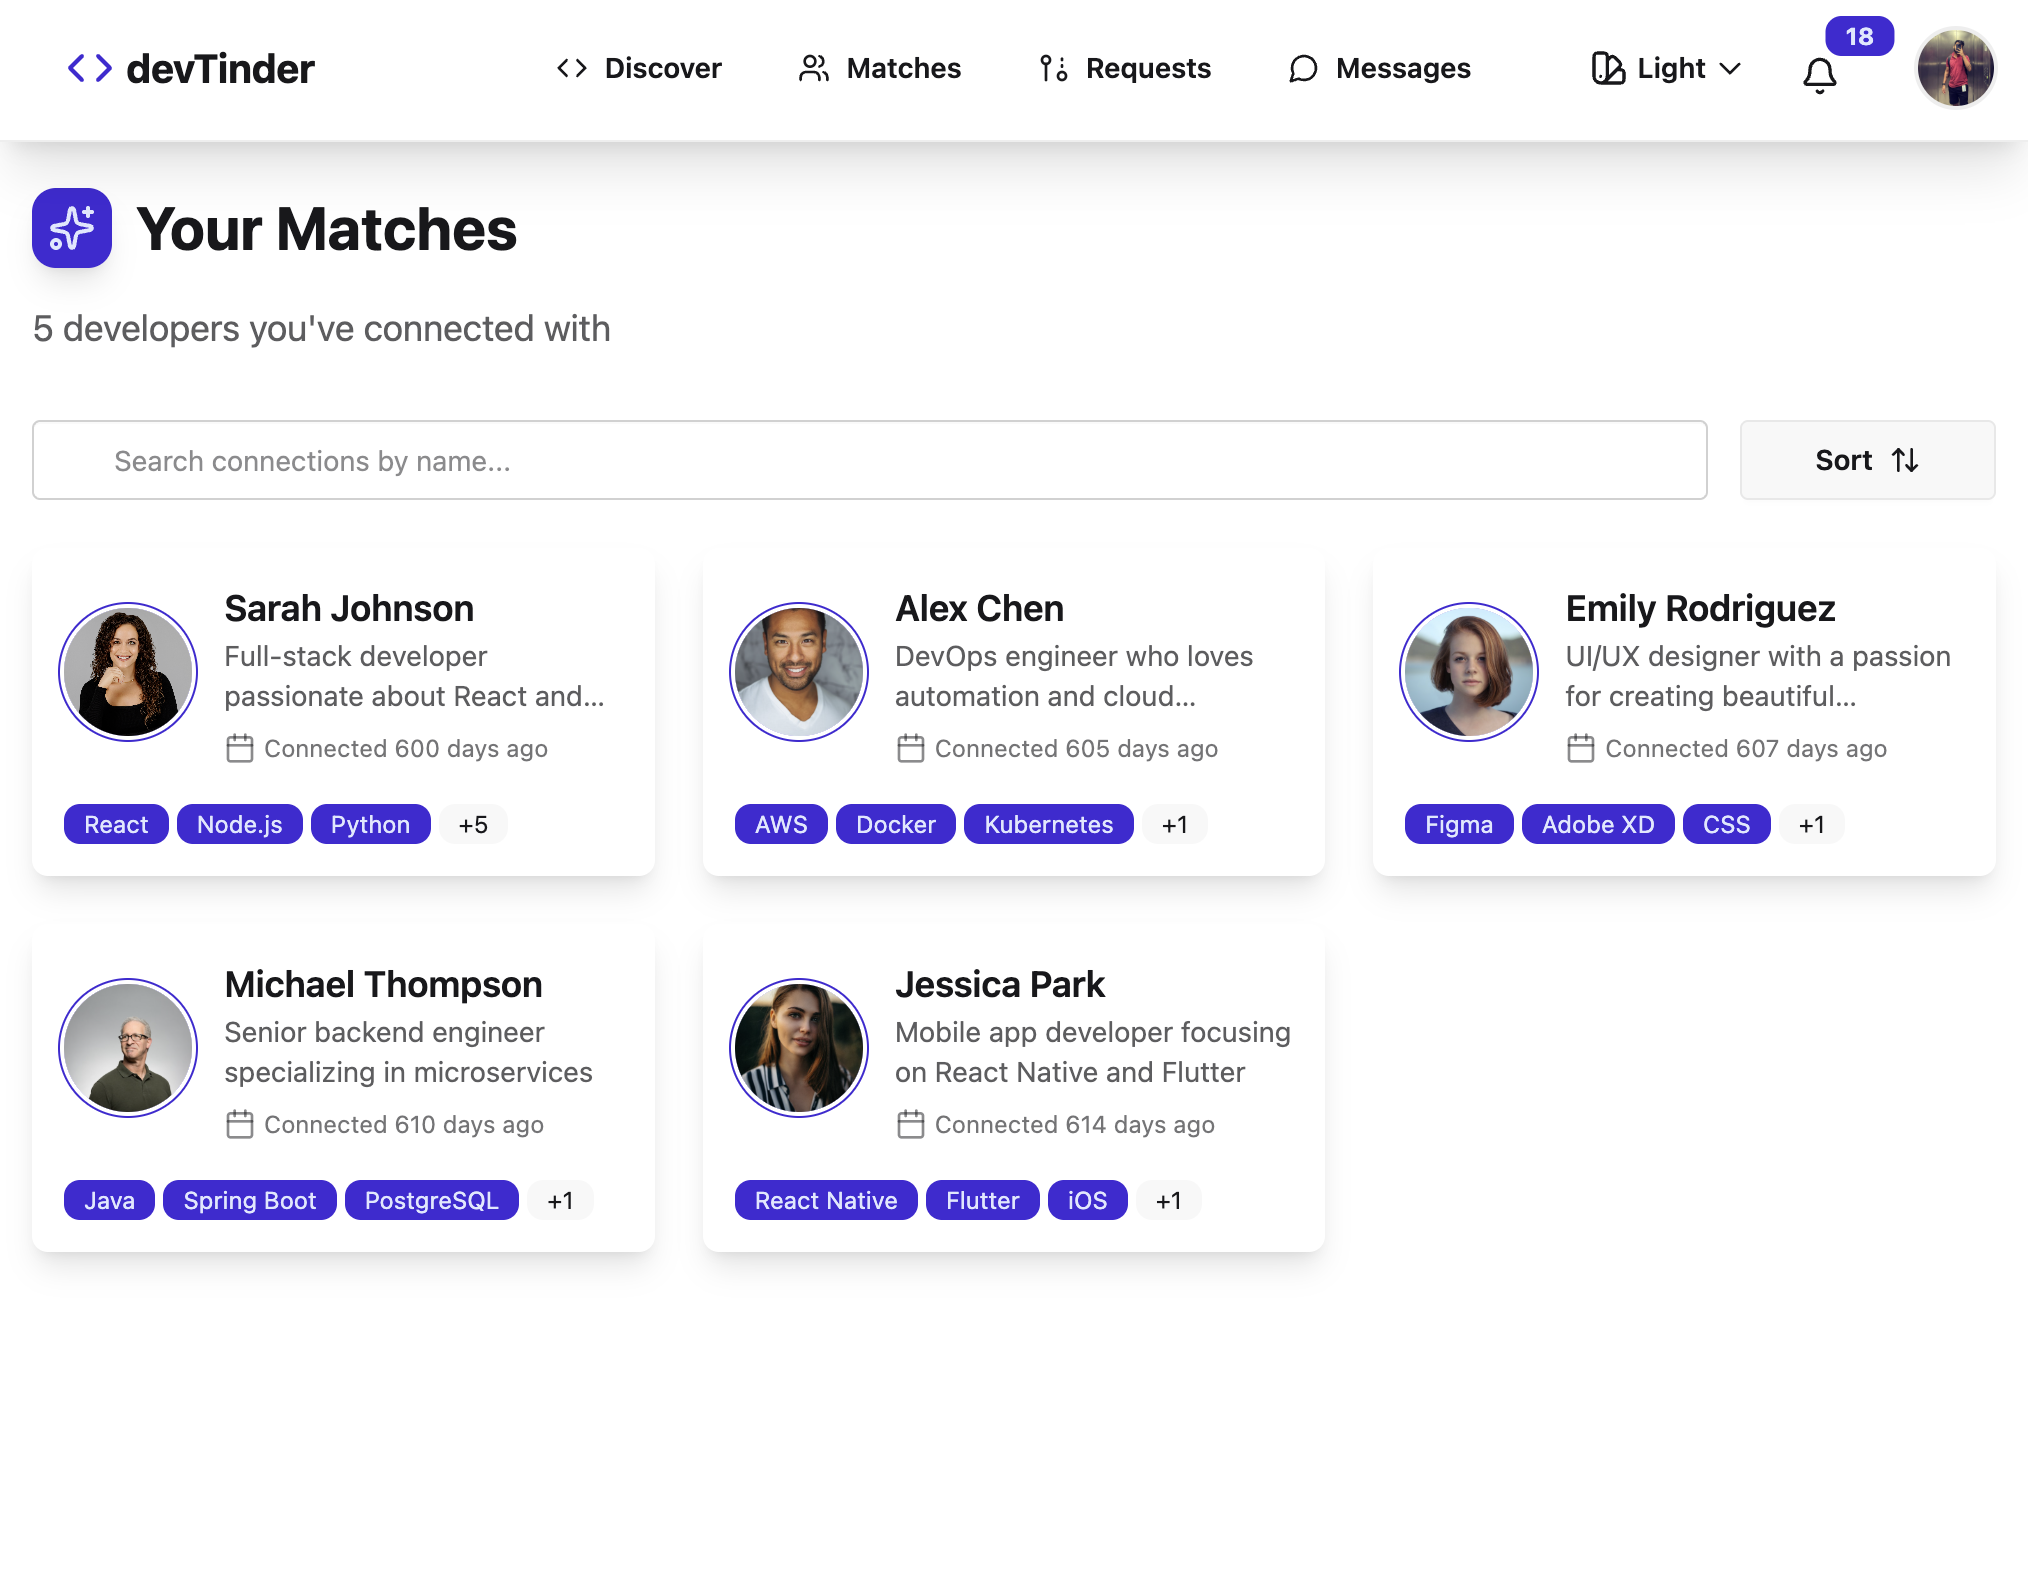 devTinder
Discover
Matches
Requests
Messages
Light
18
Your Matches
5 developers you've connected with
Search connections by name...
Sort
Sarah Johnson
Full-stack developer
passionate about React and...
Connected 600 days ago
React Node.js Python +5
Alex Chen
DevOps engineer who loves
automation and cloud...
Connected 605 days ago
AWS Docker Kubernetes +1
Emily Rodriguez
UI/UX designer with a passion
for creating beautiful...
Connected 607 days ago
Figma Adobe XD CSS +1
Michael Thompson
Senior backend engineer
specializing in microservices
Connected 610 days ago
Java Spring Boot PostgreSQL +1
Jessica Park
Mobile app developer focusing
on React Native and Flutter
Connected 614 days ago
React Native Flutter iOS +1